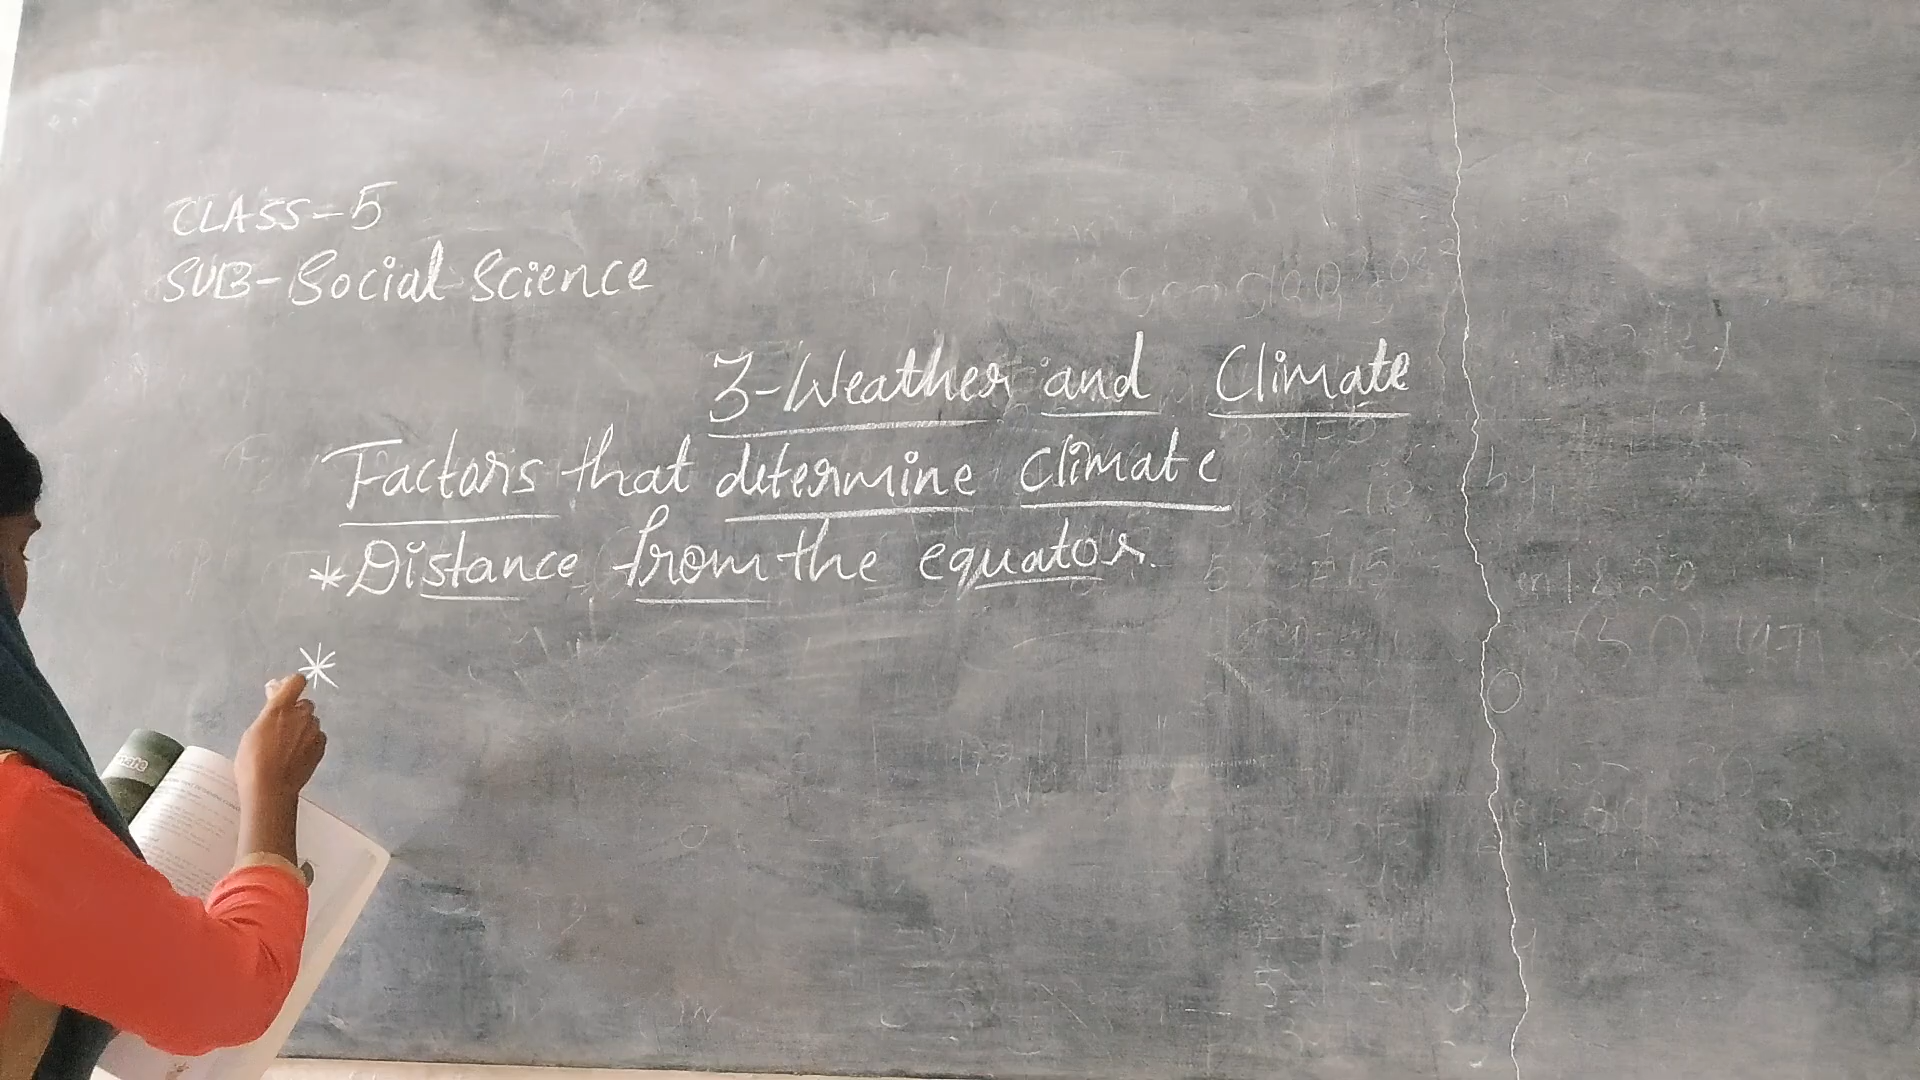 CLASS-5
SUB-Social Science
3-Weather and Climate
Factors that determine climate
*Distance from the equator.
*